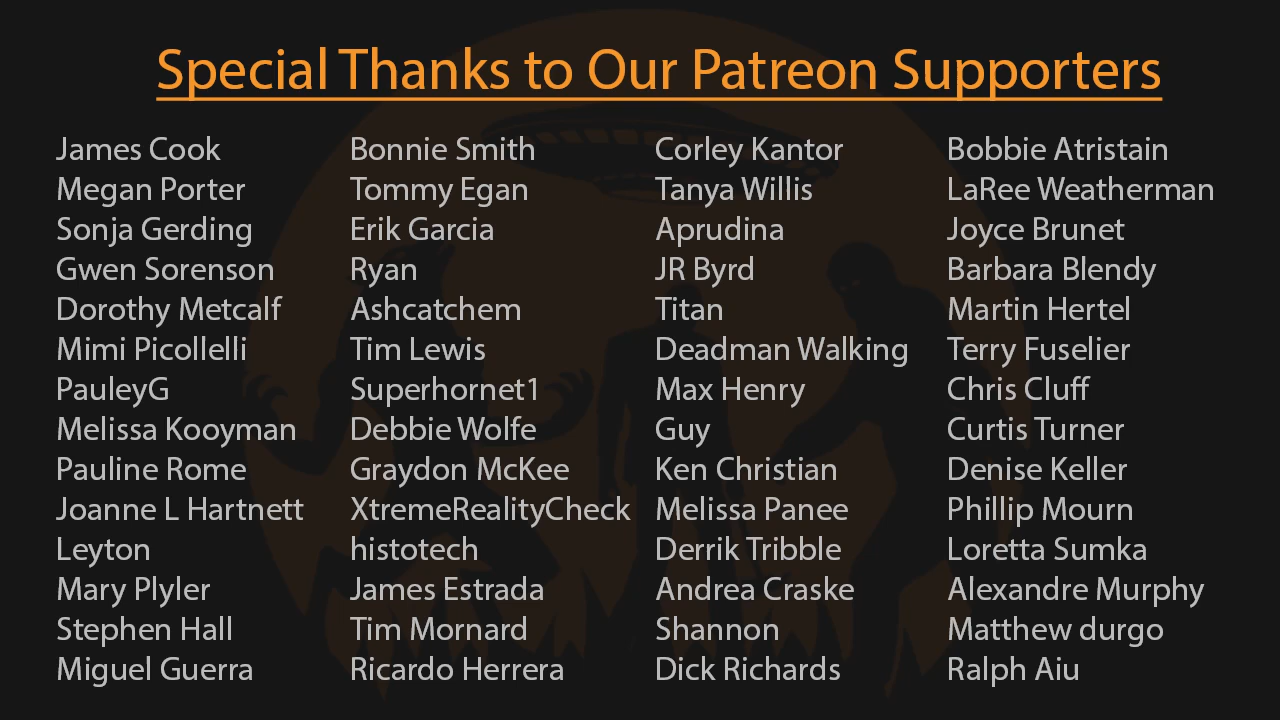 Special Thanks to Our Patreon Supporters
James Cook
Megan Porter
Sonja Gerding
Gwen Sorenson
Dorothy Metcalf
Mimi Picollelli
PauleyG
Melissa Kooyman
Pauline Rome
Joanne L Hartnett
Leyton
Mary Plyler
Stephen Hall
Miguel Guerra
Bonnie Smith
Tommy Egan
Erik Garcia
Ryan
Ashcatchem
Tim Lewis
Superhornet1
Debbie Wolfe
Graydon McKee
XtremeRealityCheck
histotech
James Estrada
Tim Mornard
Ricardo Herrera
Corley Kantor
Tanya Willis
Aprudina
JR Byrd
Titan
Deadman Walking
Max Henry
Guy
Ken Christian
Melissa Panee
Derrik Tribble
Andrea Craske
Shannon
Dick Richards
Bobbie Atristain
LaRee Weatherman
Joyce Brunet
Barbara Blendy
Martin Hertel
Terry Fuselier
Chris Cluff
Curtis Turner
Denise Keller
Phillip Mourn
Loretta Sumka
Alexandre Murphy
Matthew durgo
Ralph Aiu